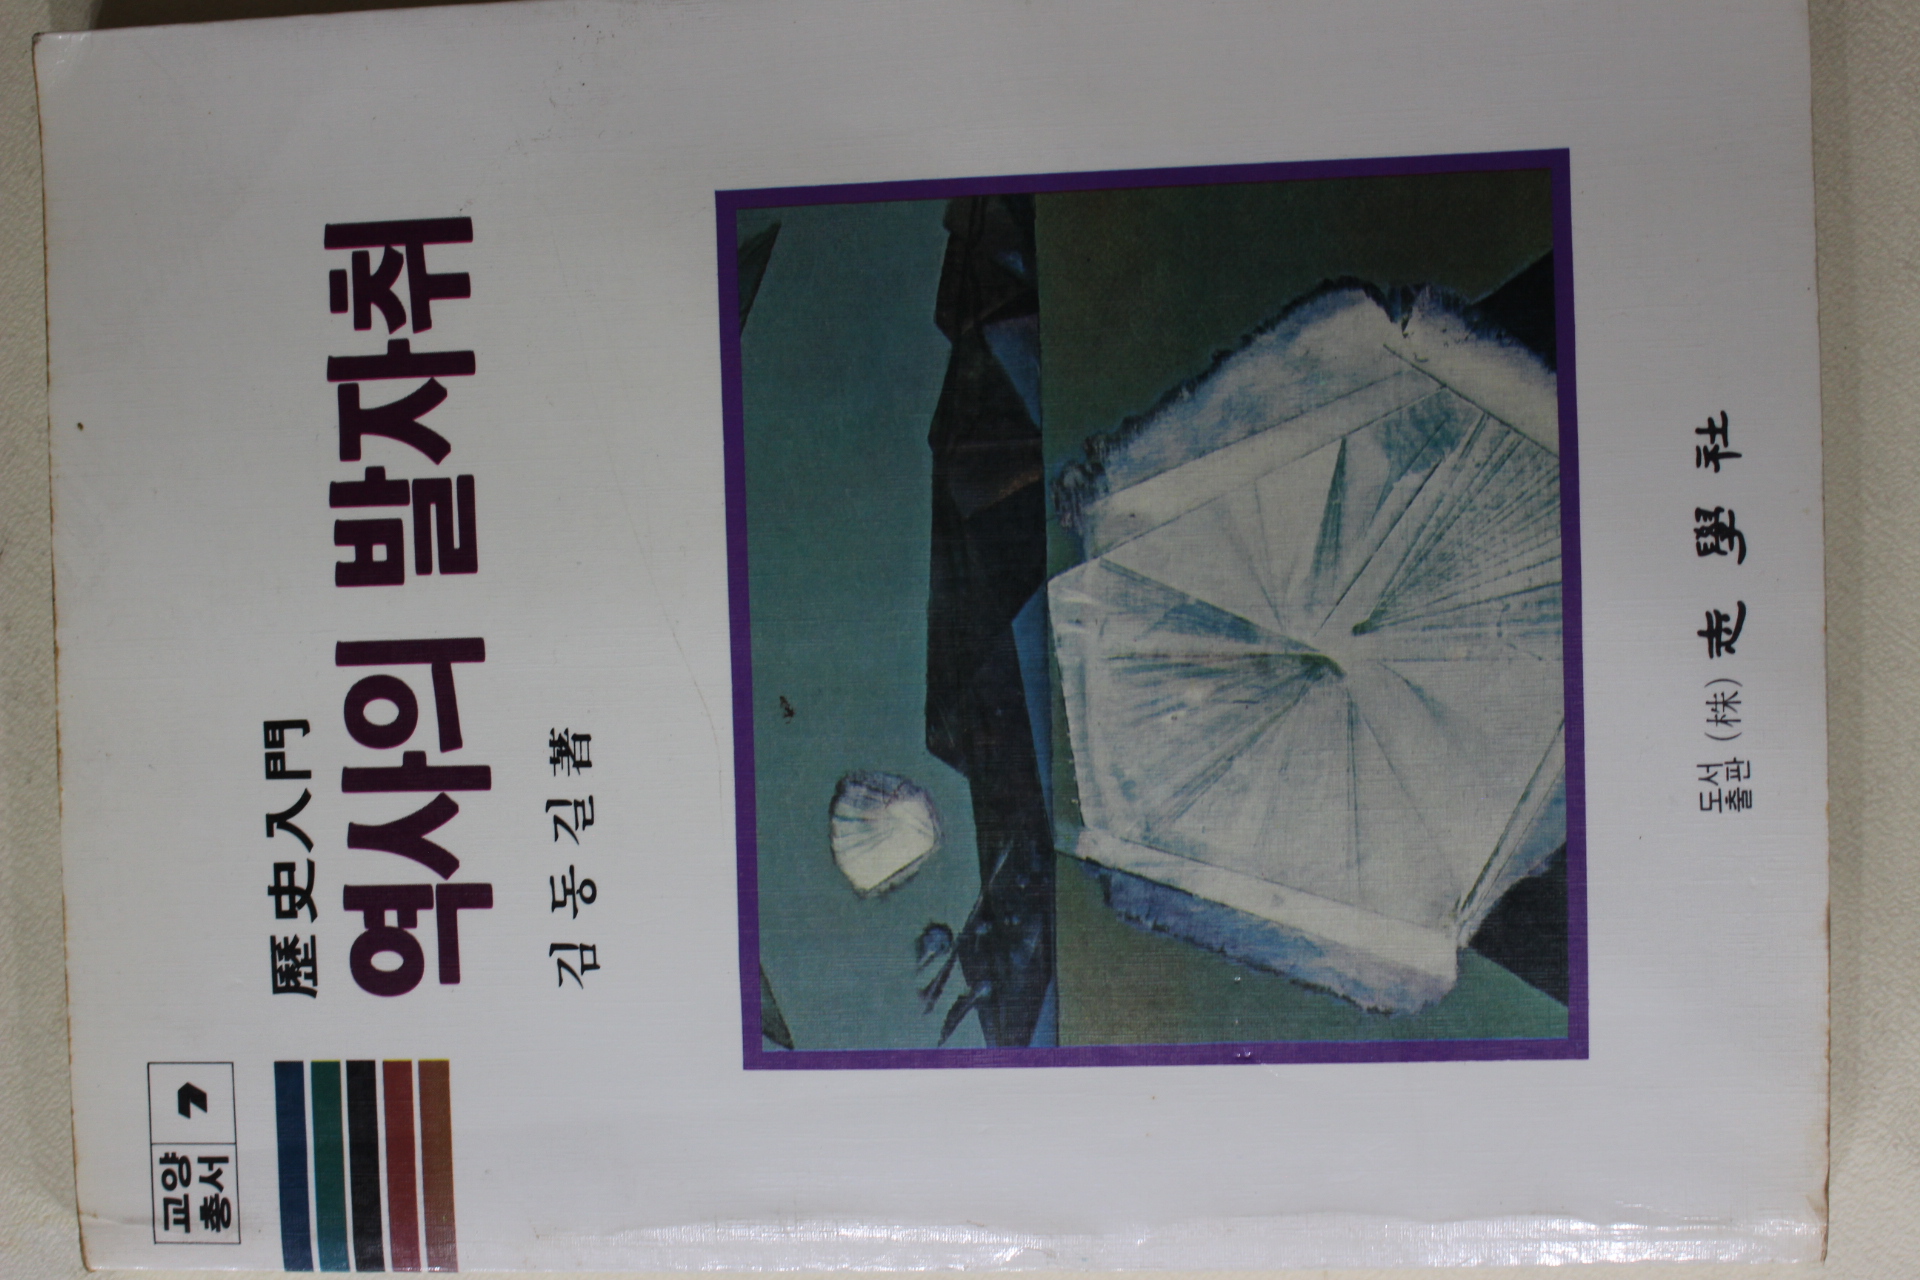 교양
총서 7
歷史入門
역사의 발자취
김동길 著
도서
출판 (株) 志學社